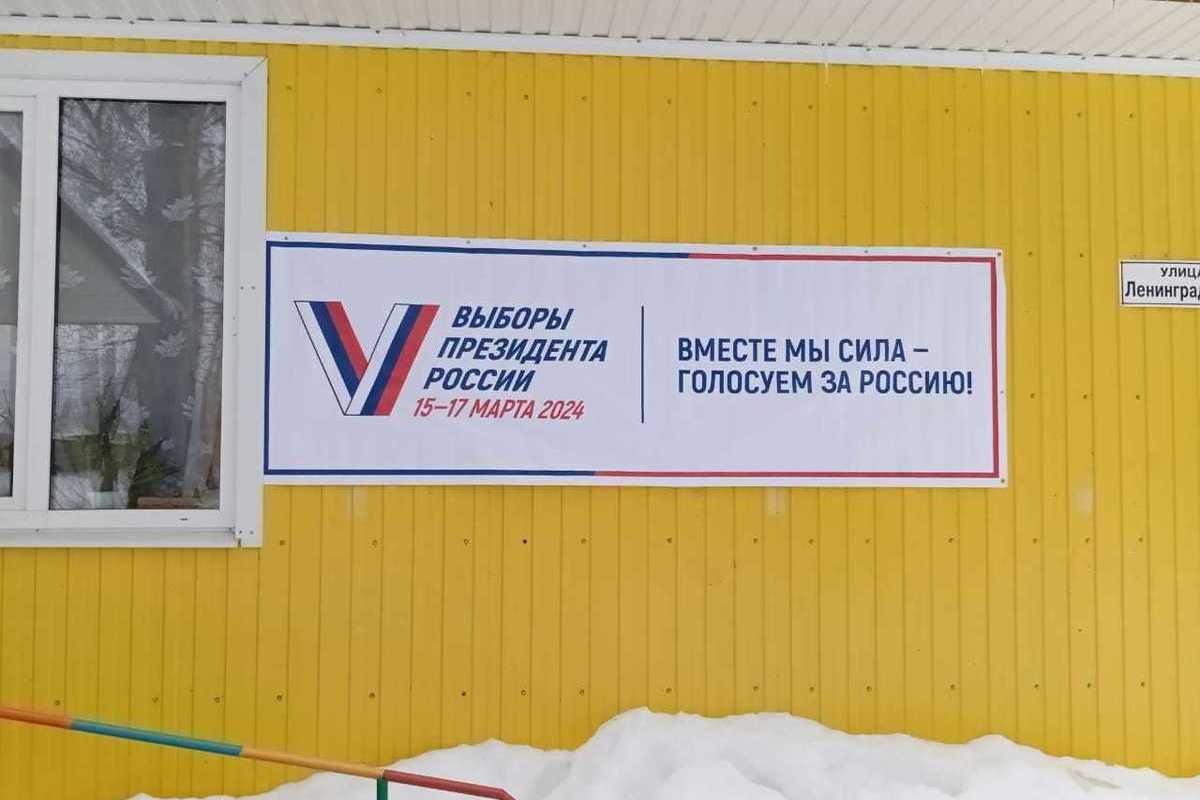 ВЫБОРЫ
ПРЕЗИДЕНТА
РОССИИ
15–17 МАРТА 2024
ВМЕСТЕ МЫ СИЛА –
ГОЛОСУЕМ ЗА РОССИЮ!
УЛИЦА